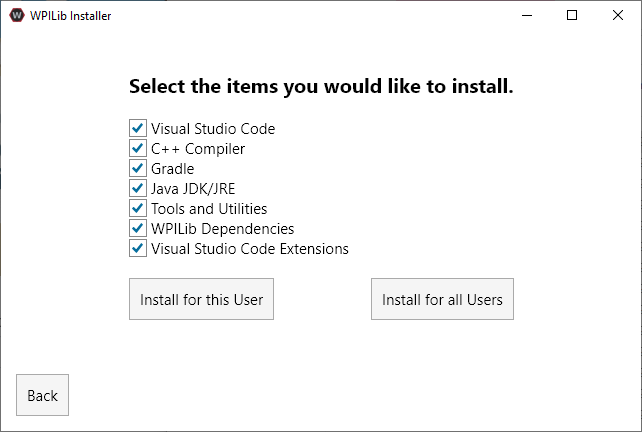 WPILib Installer
Select the items you would like to install.
Visual Studio Code
C++ Compiler
Gradle
Java JDK/JRE
Tools and Utilities
WPILib Dependencies
Visual Studio Code Extensions
Install for this User
Install for all Users
Back